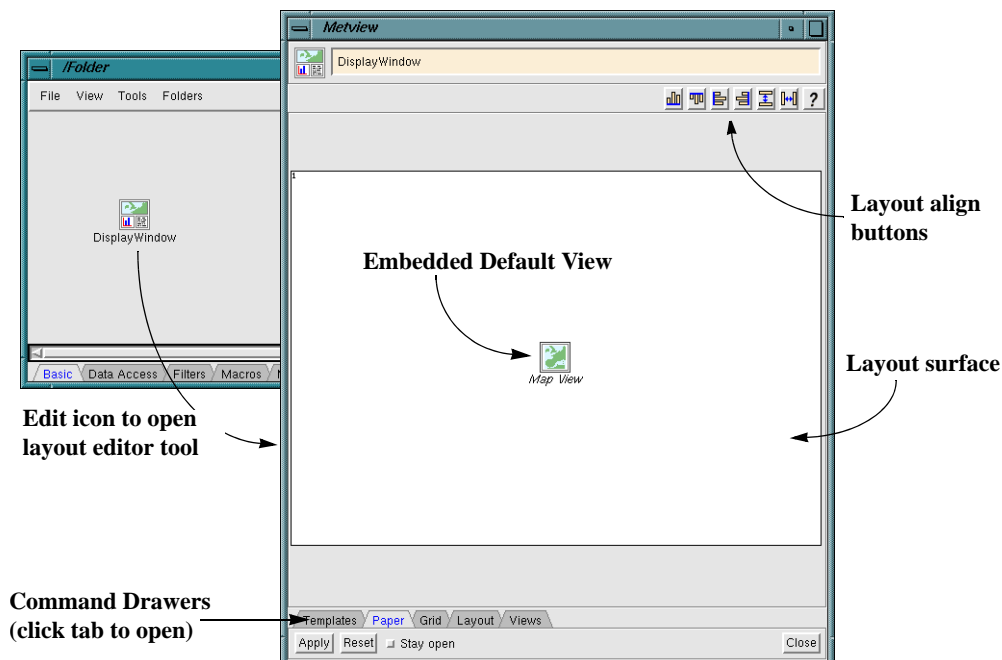 Metview
DisplayWindow
/Folder
File View Tools Folders
?
1
DisplayWindow
Layout align
buttons
Embedded Default View
Map View
Layout surface
Basic Data Access Filters Macros
Edit icon to open
layout editor tool
Command Drawers
(click tab to open)
Templates Paper Grid Layout Views
Apply Reset Stay open Close